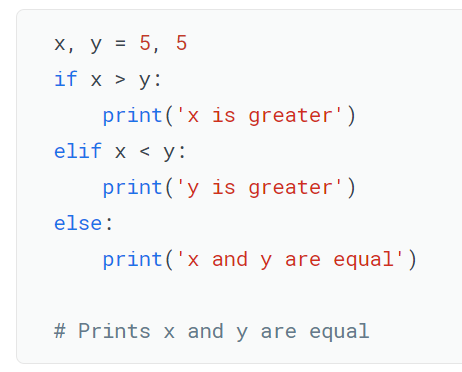 x, y = 5, 5
if x > y:
    print('x is greater')
elif x < y:
    print('y is greater')
else:
    print('x and y are equal')

# Prints x and y are equal